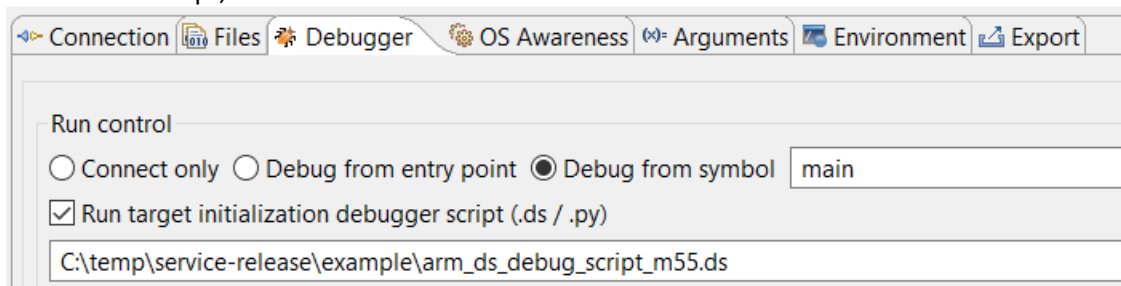 Connection Files Debugger OS Awareness (x)= Arguments Environment Export
Run control
Connect only Debug from entry point Debug from symbol main
Run target initialization debugger script (.ds / .py)
C:\temp\service-release\example\arm_ds_debug_script_m55.ds